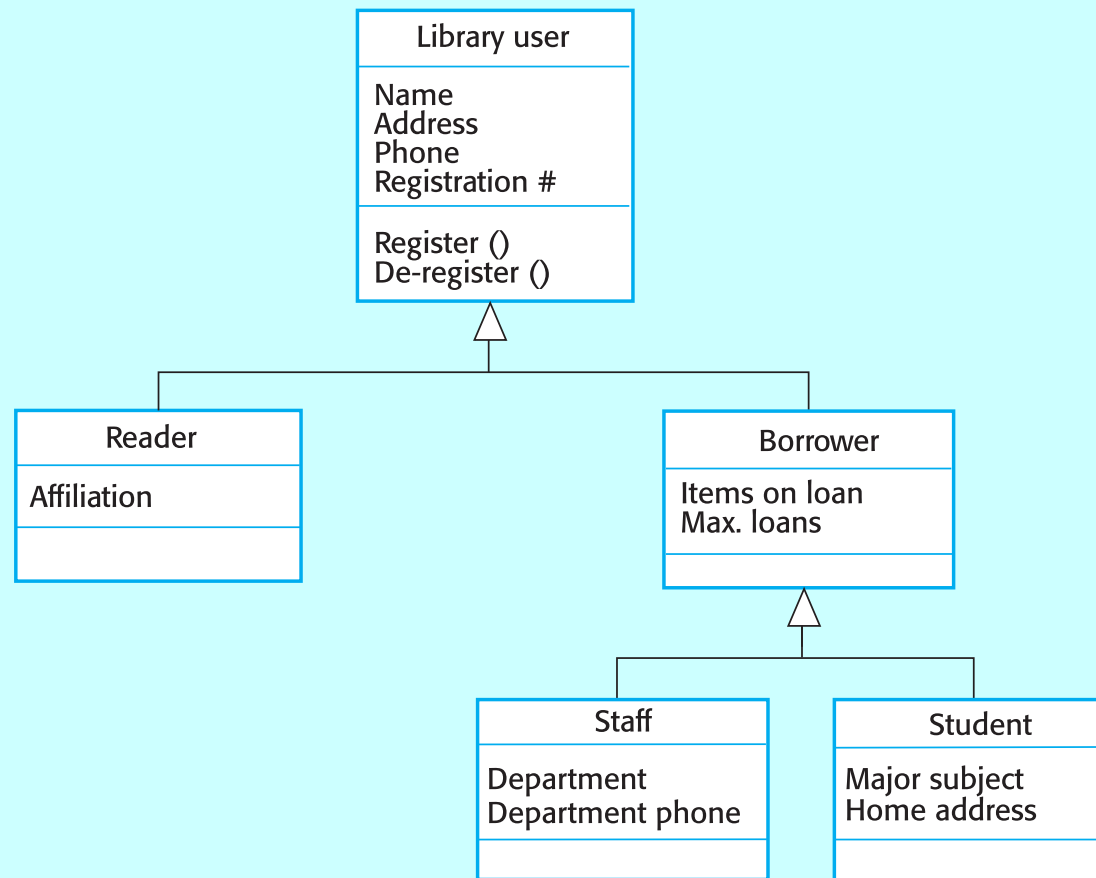 Library user
Name
Address
Phone
Registration #
Register ()
De-register ()
Reader
Affiliation
Borrower
Items on loan
Max. loans
Staff
Department
Department phone
Student
Major subject
Home address